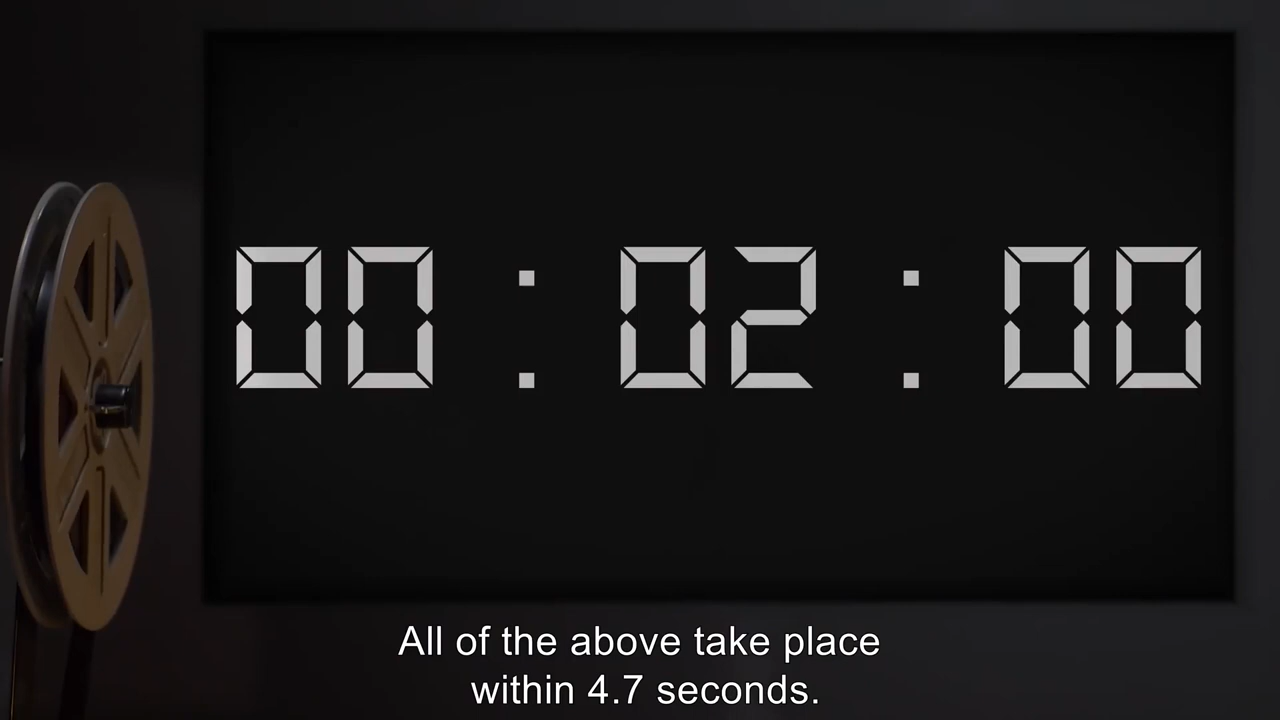 00 : 02 : 00
All of the above take place
within 4.7 seconds.